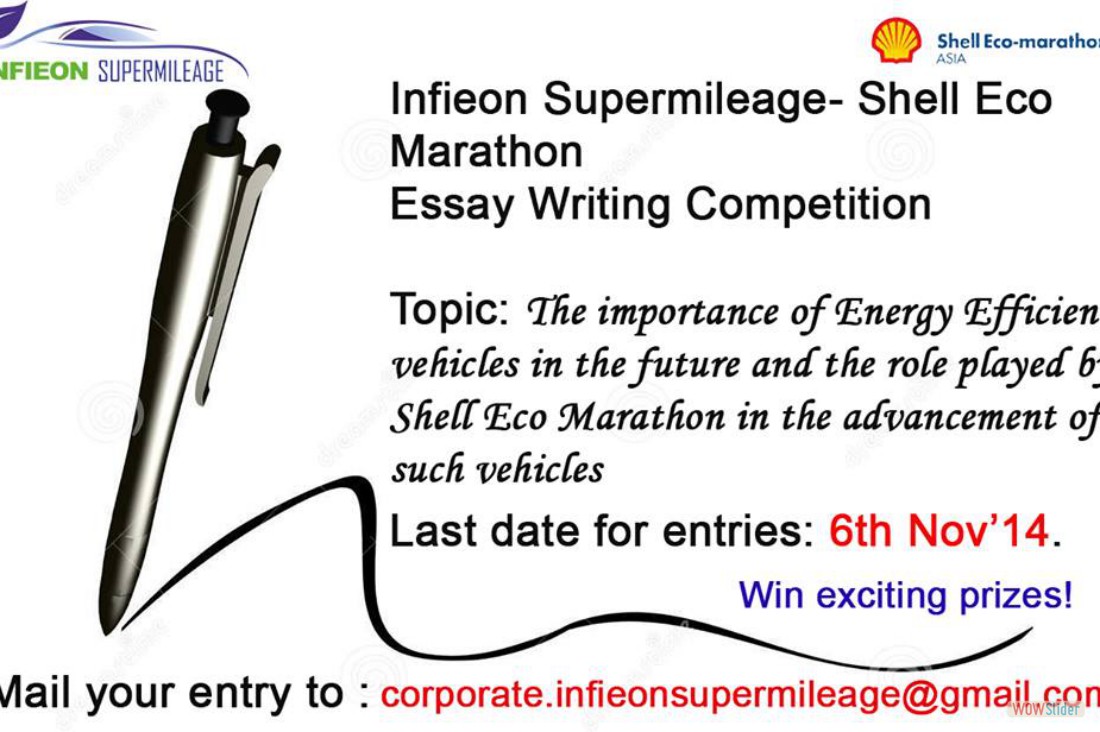 NFIEON SUPERMILEAGE
Shell Eco-marathon
ASIA
Infieon Supermileage- Shell Eco
Marathon
Essay Writing Competition
Topic: The importance of Energy Efficien
vehicles in the future and the role played by
Shell Eco Marathon in the advancement of
such vehicles
Last date for entries: 6th Nov’14.
Win exciting prizes!
Mail your entry to : corporate.infieonsupermileage@gmail.com
WOWSlider